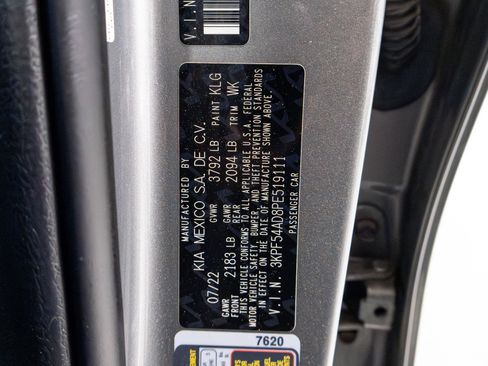 V.I.N.
MANUFACTURED BY
KIA MEXICO S.A. DE C.V.
07/22 GVWR 3792 LB PAINT KLG
GAWR FRONT 2183 LB GAWR REAR 2094 LB TRIM WK
THIS VEHICLE CONFORMS TO ALL APPLICABLE U.S.A. FEDERAL
MOTOR VEHICLE SAFETY, BUMPER, AND THEFT PREVENTION STANDARDS
IN EFFECT ON THE DATE OF MANUFACTURE SHOWN ABOVE.
V.I.N. 3KPF54AD8PE519111
PASSENGER CAR
7620